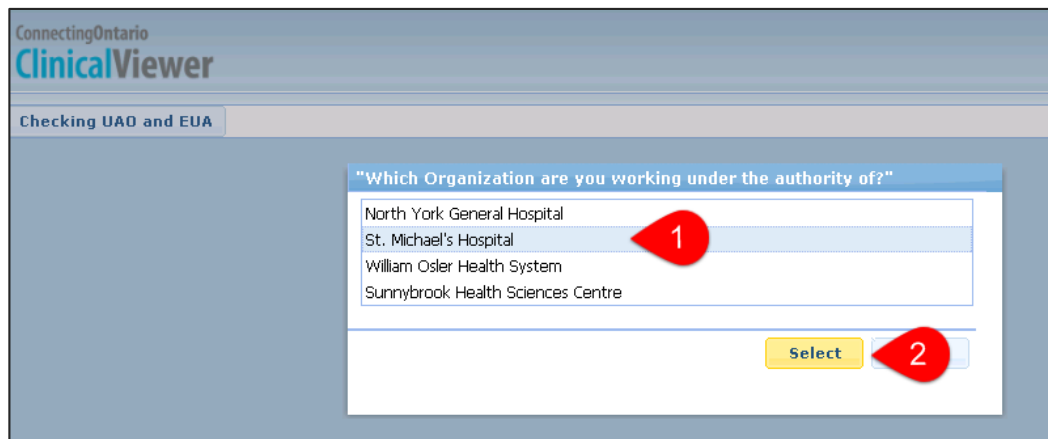 ConnectingOntario
ClinicalViewer
Checking UAO and EUA
"Which Organization are you working under the authority of?"
North York General Hospital
St. Michael's Hospital
1
William Osler Health System
Sunnybrook Health Sciences Centre
Select
2